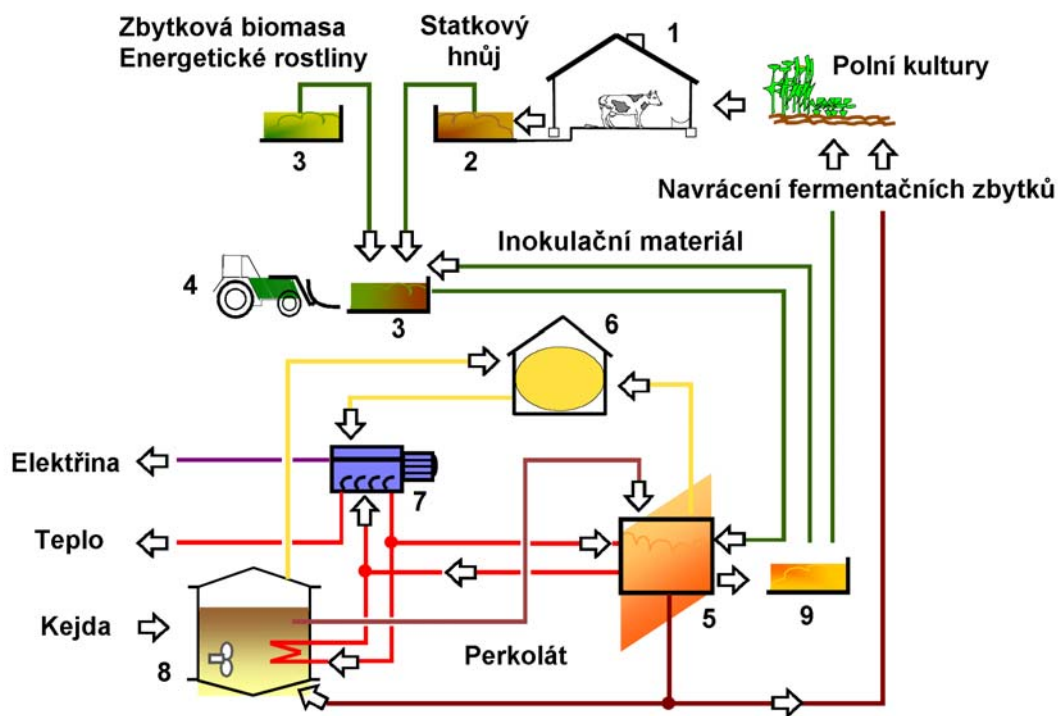 Zbytková biomasa
Energetické rostliny
Statkový
hnůj
1
Polní kultury
3
2
Navrácení fermentačních zbytků
Inokulační materiál
4
3
6
Elektřina
7
Teplo
Kejda
5
9
8
Perkolát